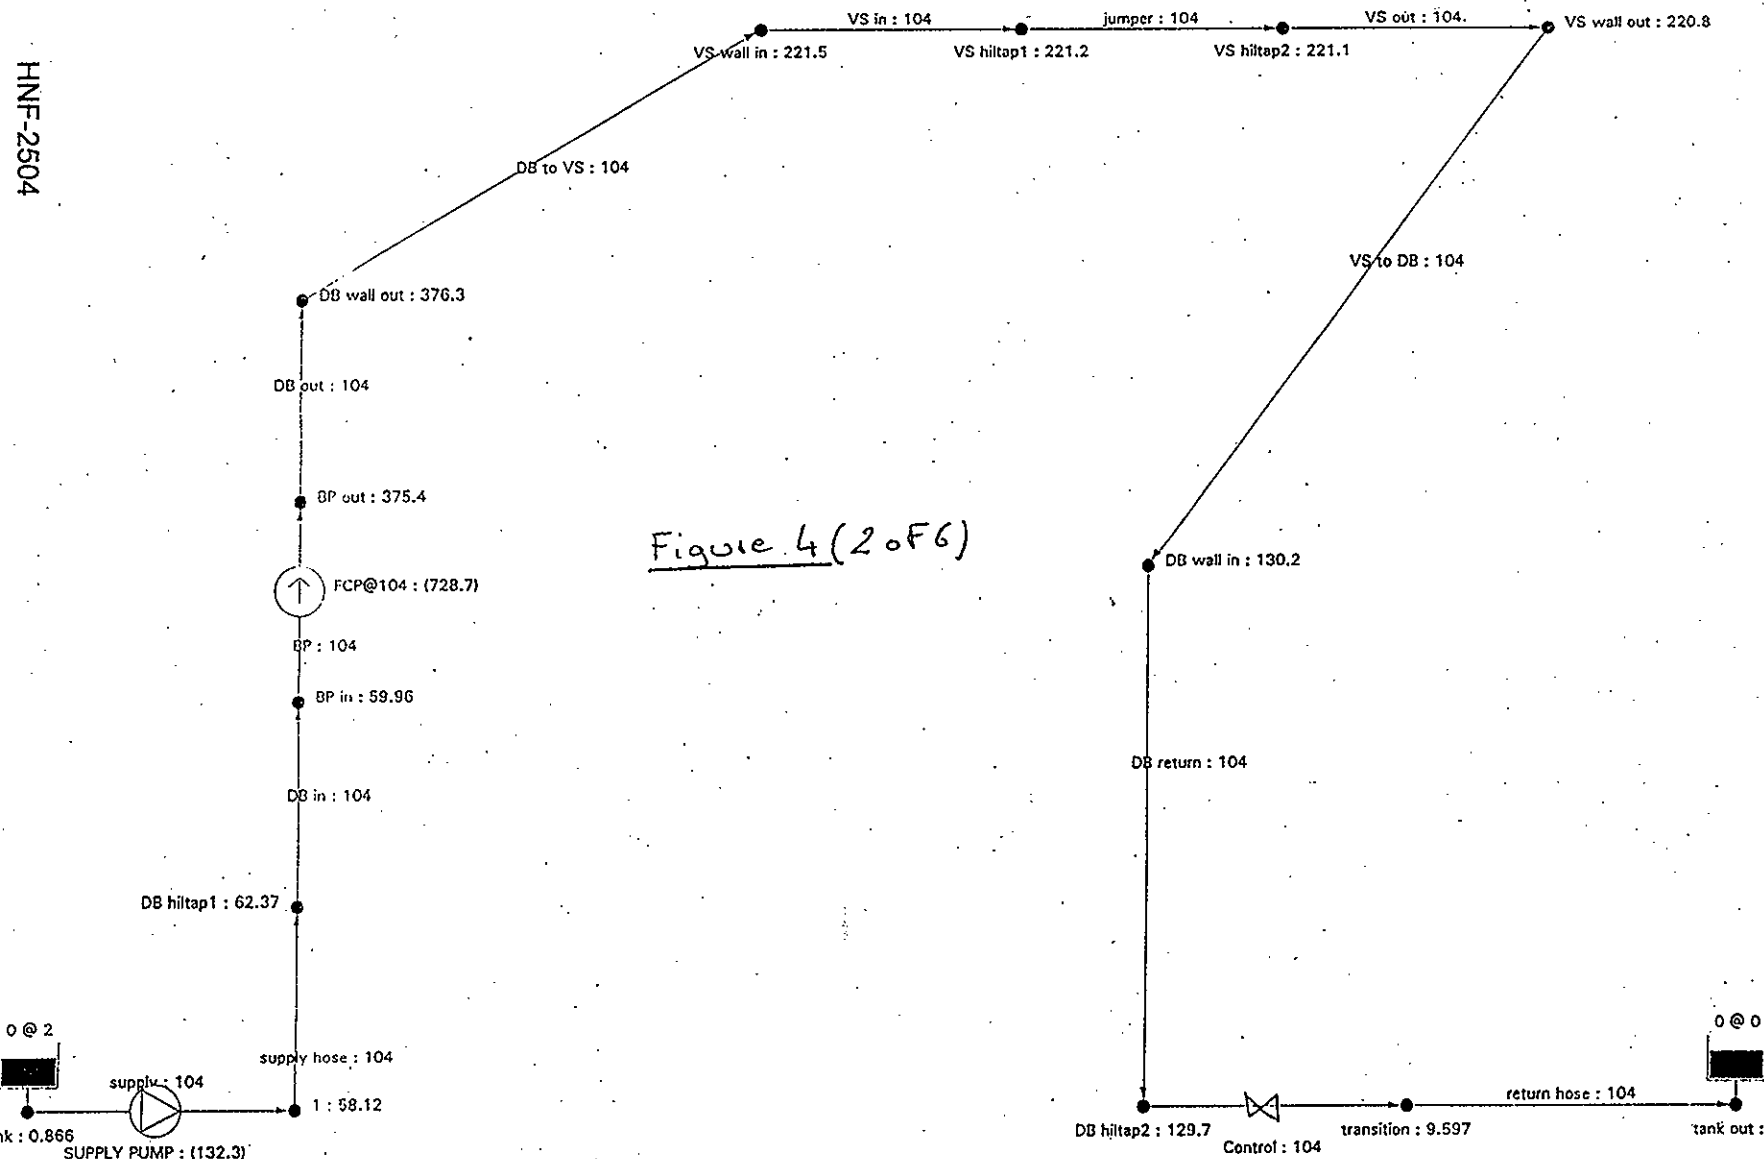 HNF-2504
VS in : 104
jumper : 104
VS out : 104.
VS wall out : 220.8
VS wall in : 221.5
VS hiltap1 : 221.2
VS hiltap2 : 221.1
DB to VS : 104
VS to DB : 104
DB wall out : 376.3
DB out : 104
BP out : 375.4
Figure 4 (2 of 6)
DB wall in : 130.2
FCP@104 : (728.7)
BP : 104
BP in : 59.96
DB return : 104
DB in : 104
DB hiltap1 : 62.37
0 @ 2
0 @ 0
supply hose : 104
supply : 104
1 : 58.12
return hose : 104
nk : 0.866
SUPPLY PUMP : (132.3)
DB hiltap2 : 129.7
Control : 104
transition : 9.597
tank out :